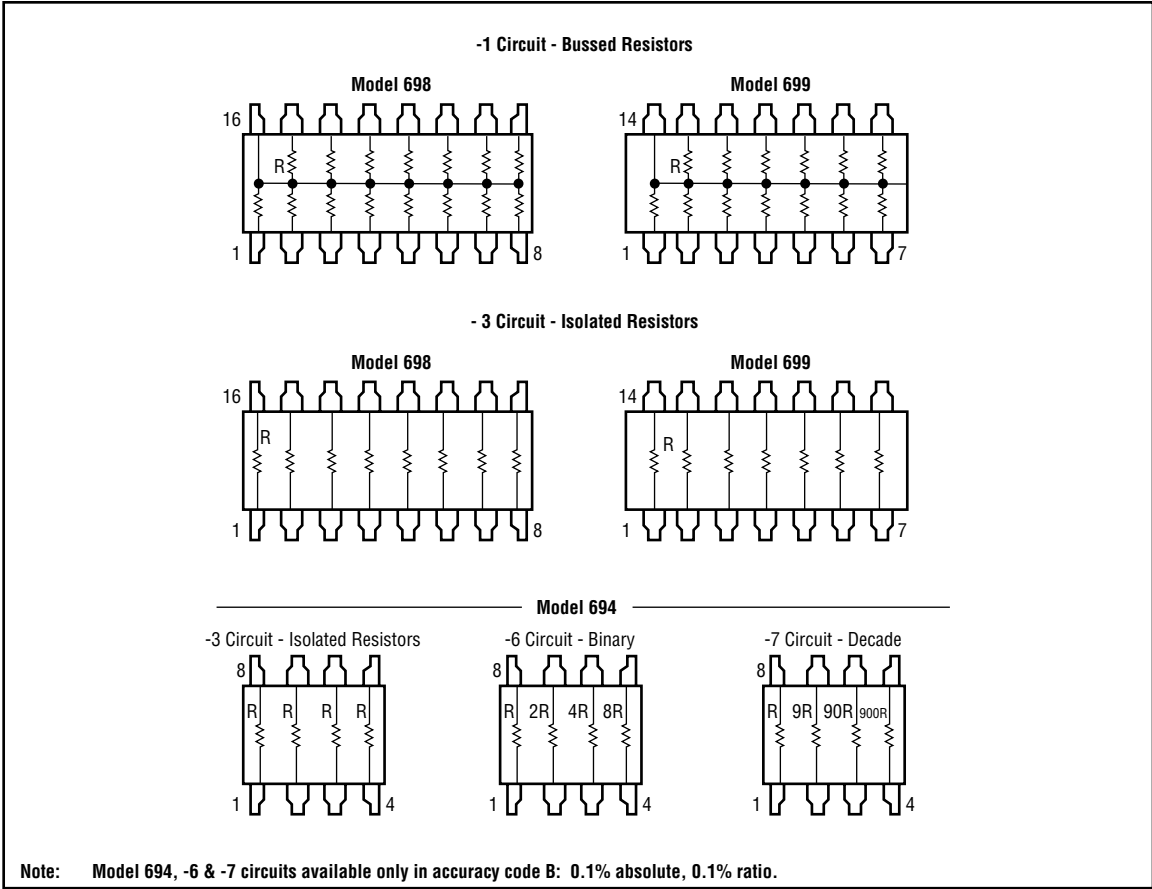 -1 Circuit - Bussed Resistors
Model 698
Model 699
16
14
R
R
1
8
1
7
- 3 Circuit - Isolated Resistors
Model 698
Model 699
16
14
R
R
1
8
1
7
Model 694
-3 Circuit - Isolated Resistors
-6 Circuit - Binary
-7 Circuit - Decade
8
8
8
R R R R
R 2R 4R 8R
R 9R 90R 900R
1
4
1
4
1
4
Note: Model 694, -6 & -7 circuits available only in accuracy code B: 0.1% absolute, 0.1% ratio.